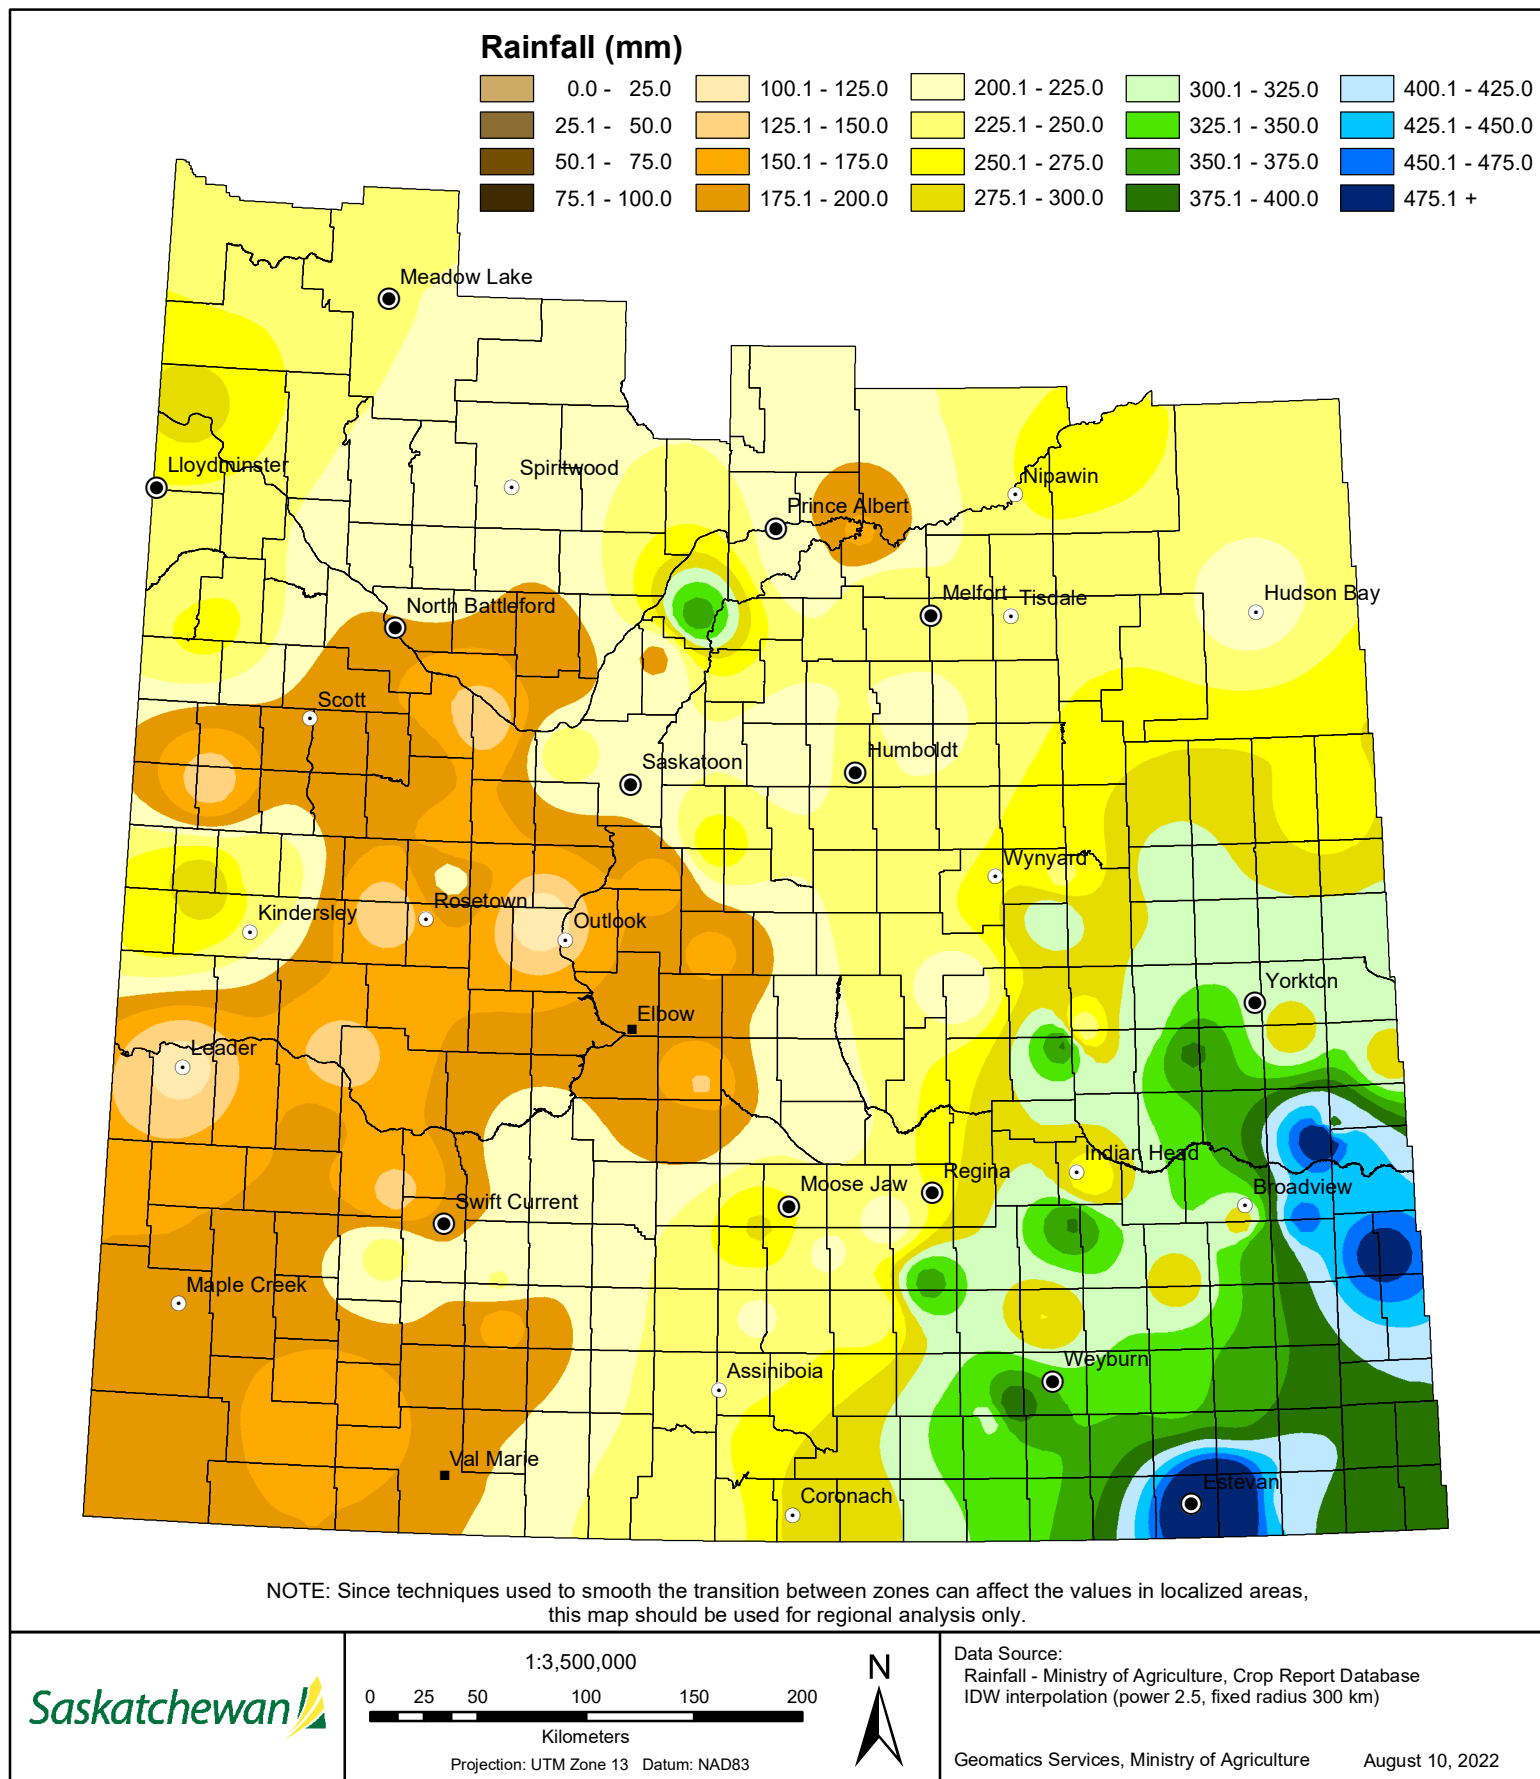 Rainfall (mm)
0.0 - 25.0
25.1 - 50.0
50.1 - 75.0
75.1 - 100.0
100.1 - 125.0
125.1 - 150.0
150.1 - 175.0
175.1 - 200.0
200.1 - 225.0
225.1 - 250.0
250.1 - 275.0
275.1 - 300.0
300.1 - 325.0
325.1 - 350.0
350.1 - 375.0
375.1 - 400.0
400.1 - 425.0
425.1 - 450.0
450.1 - 475.0
475.1 +
Meadow Lake
Lloydminster
Spiritwood
Nipawin
Prince Albert
North Battleford
Melfort
Tisdale
Hudson Bay
Scott
Saskatoon
Humboldt
Wynyard
Rosetown
Kindersley
Outlook
Yorkton
Elbow
Leader
Indian Head
Regina
Moose Jaw
Broadview
Swift Current
Maple Creek
Weyburn
Assiniboia
Val Marie
Estevan
Coronach
NOTE: Since techniques used to smooth the transition between zones can affect the values in localized areas,
this map should be used for regional analysis only.
Saskatchewan
1:3,500,000
0 25 50 100 150 200
Kilometers
Projection: UTM Zone 13 Datum: NAD83
N
Data Source:
Rainfall - Ministry of Agriculture, Crop Report Database
IDW interpolation (power 2.5, fixed radius 300 km)
Geomatics Services, Ministry of Agriculture August 10, 2022